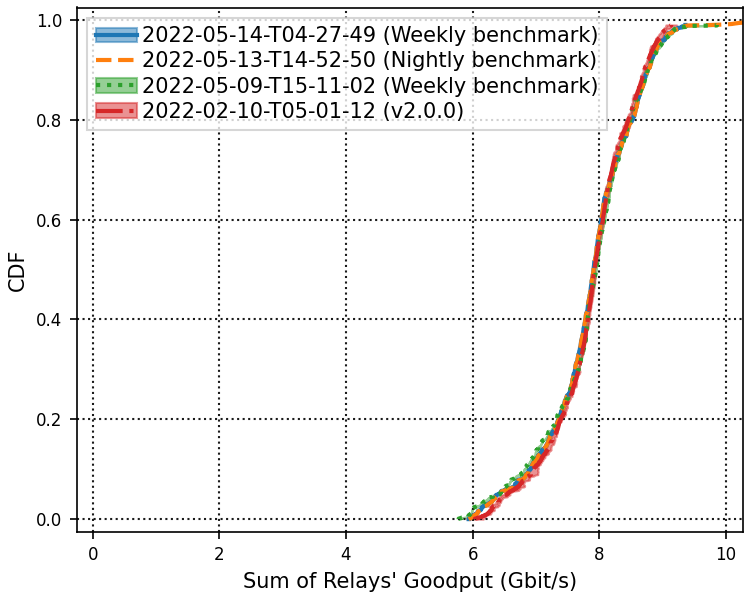 2022-05-14-T04-27-49 (Weekly benchmark)
2022-05-13-T14-52-50 (Nightly benchmark)
2022-05-09-T15-11-02 (Weekly benchmark)
2022-02-10-T05-01-12 (v2.0.0)
CDF
1.0
0.8
0.6
0.4
0.2
0.0
0 2 4 6 8 10
Sum of Relays' Goodput (Gbit/s)